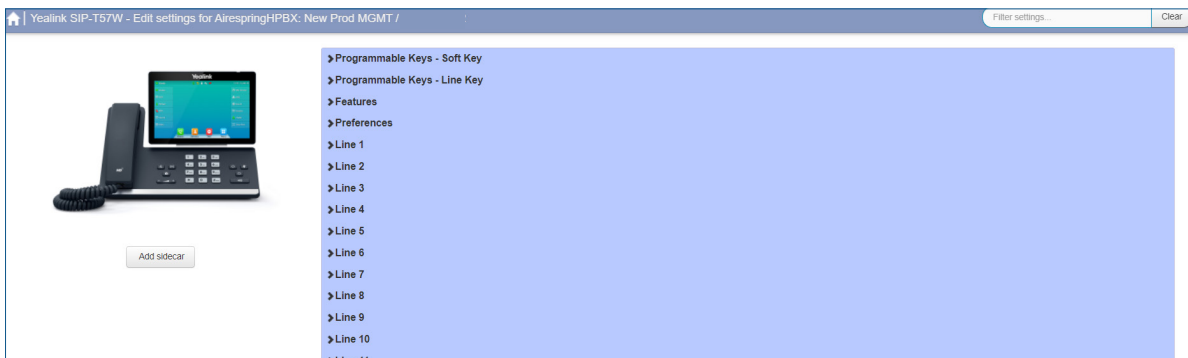 Yealink SIP-T57W - Edit settings for AirespringHPBX: New Prod MGMT /
Filter settings...
Clear
Yealink
Add sidecar
Programmable Keys - Soft Key
Programmable Keys - Line Key
Features
Preferences
Line 1
Line 2
Line 3
Line 4
Line 5
Line 6
Line 7
Line 8
Line 9
Line 10